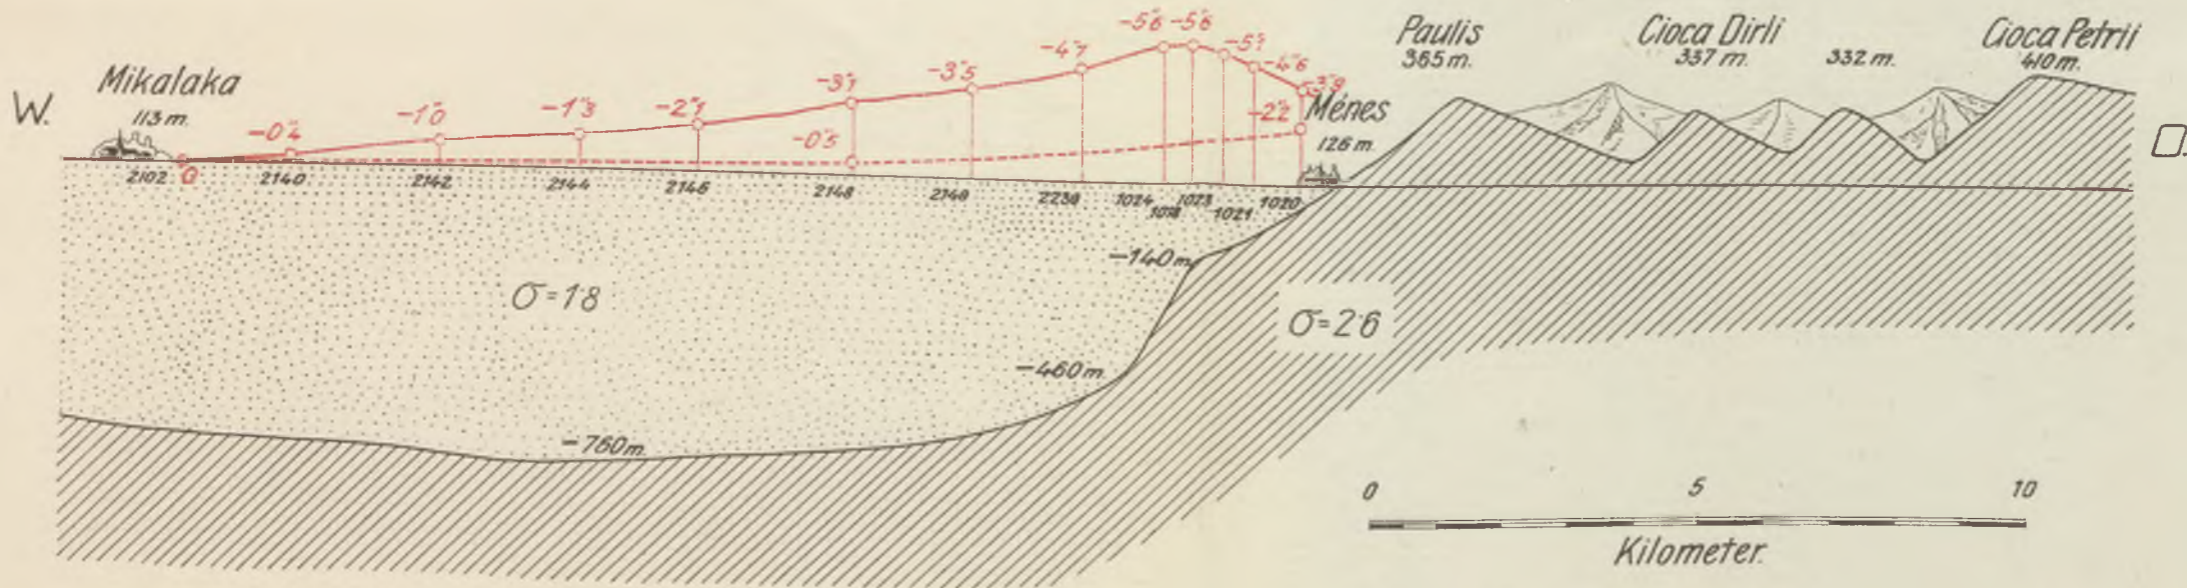 W.
Mikalaka
113 m.
0
-0"4
-1"0
-1"3
-2"1
-3"1
-0"5
-3"5
-4"7
-5"6 -5"6
-5"1
-4"6
-3"9
-2"2
Ménes
126 m.
Paulis
365 m.
Cioca Dirli
337 m.
332 m.
Cioca Petrii
410 m.
O.
2102
2140
2142
2144
2146
2148
2238
1024
1018
1023
1021
1020
-140 m.
σ=1·8
σ=2·6
-460 m.
-760 m.
0 5 10
Kilometer.